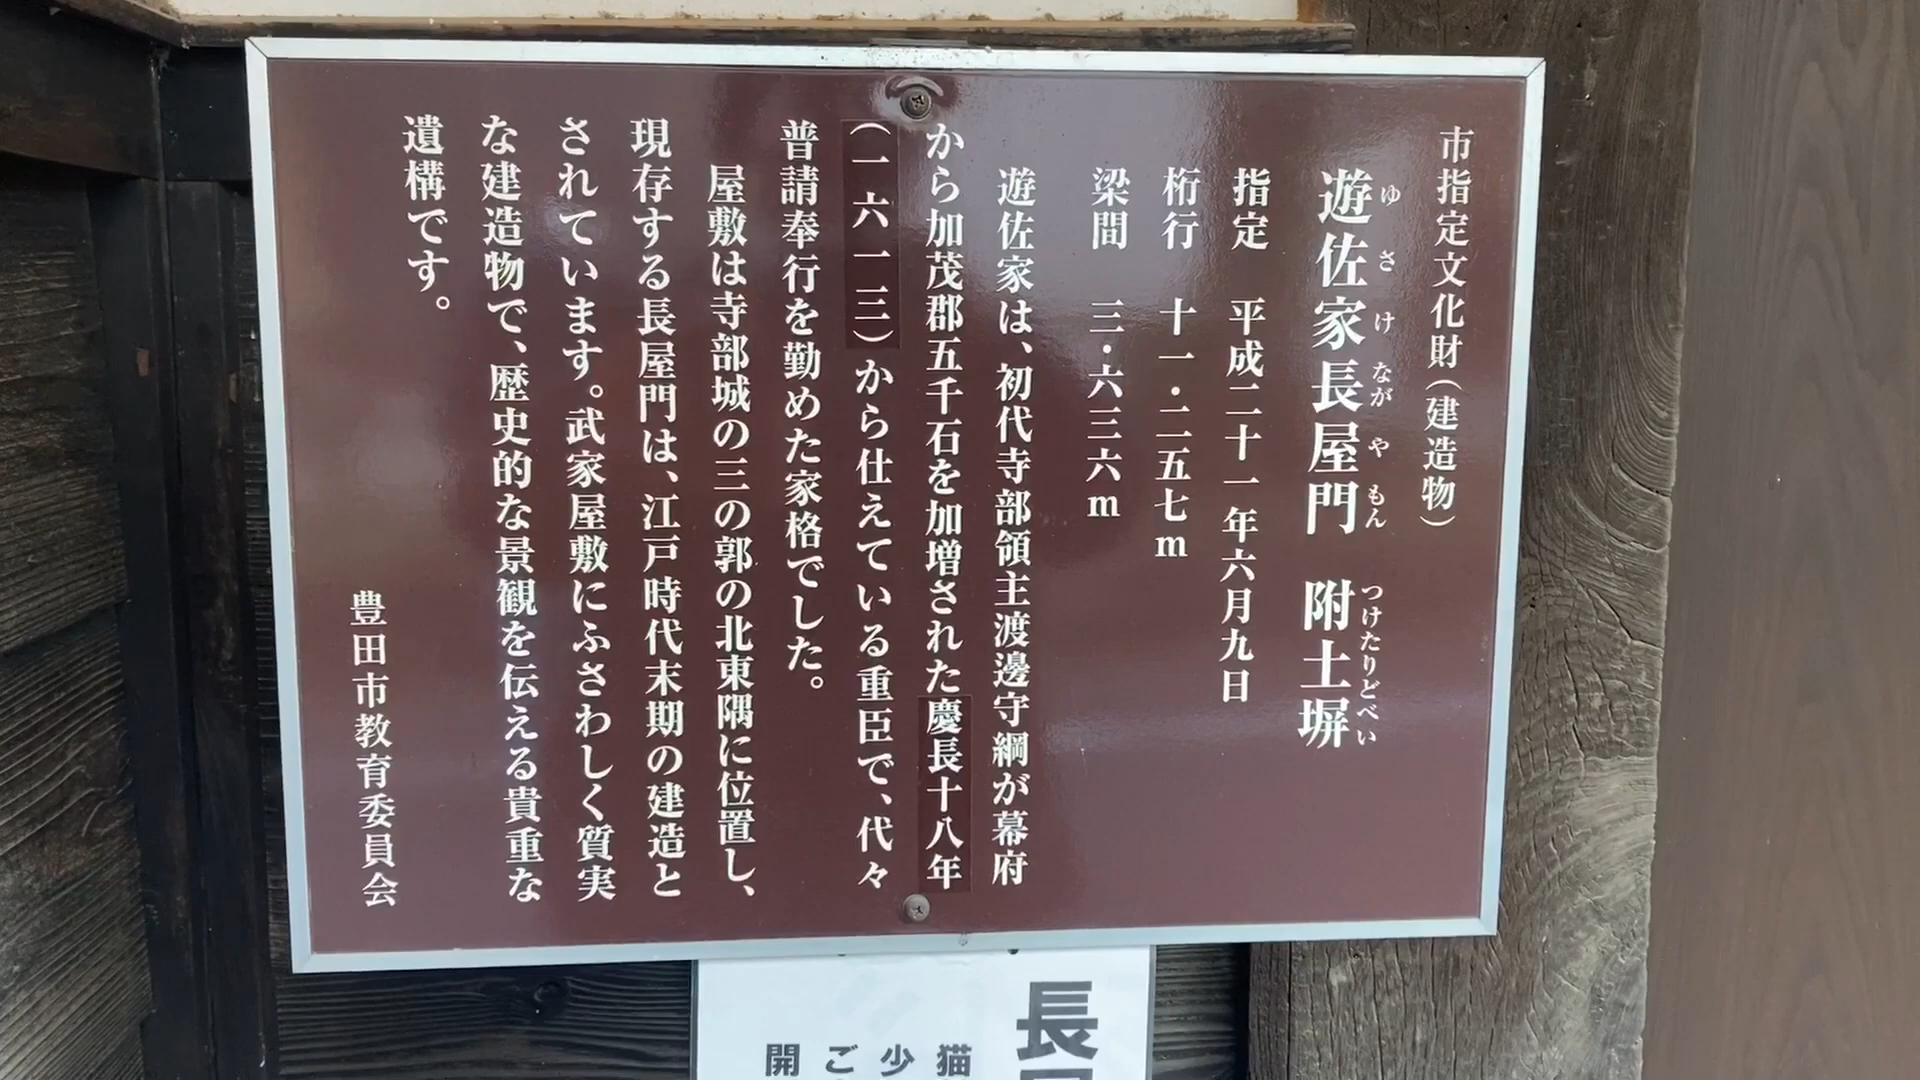 市指定文化財（建造物）
遊佐家長屋門　附土塀
ゆさけながやもん　つけたりどべい
指定　平成二十一年六月九日
桁行　十一・二五七m
梁間　三・六三六m
遊佐家は、初代寺部領主渡邊守綱が幕府
から加茂郡五千石を加増された慶長十八年
（一六一三）から仕えている重臣で、代々
普請奉行を勤めた家格でした。
屋敷は寺部城の三の郭の北東隅に位置し、
現存する長屋門は、江戸時代末期の建造と
されています。武家屋敷にふさわしく質実
な建造物で、歴史的な景観を伝える貴重な
遺構です。
豊田市教育委員会
長
猫
少
ご
開